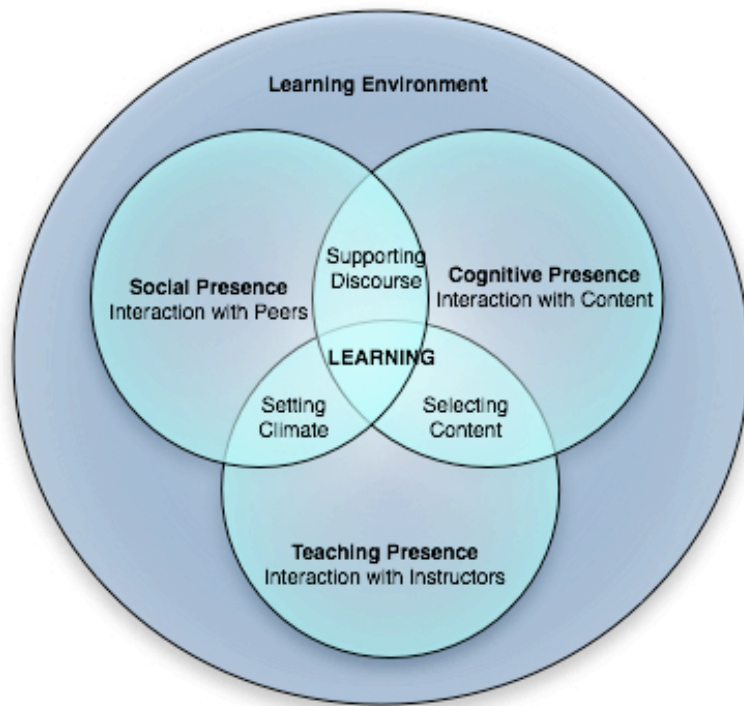 Learning Environment
Supporting
Discourse
Social Presence
Interaction with Peers
Cognitive Presence
Interaction with Content
LEARNING
Setting
Climate
Selecting
Content
Teaching Presence
Interaction with Instructors